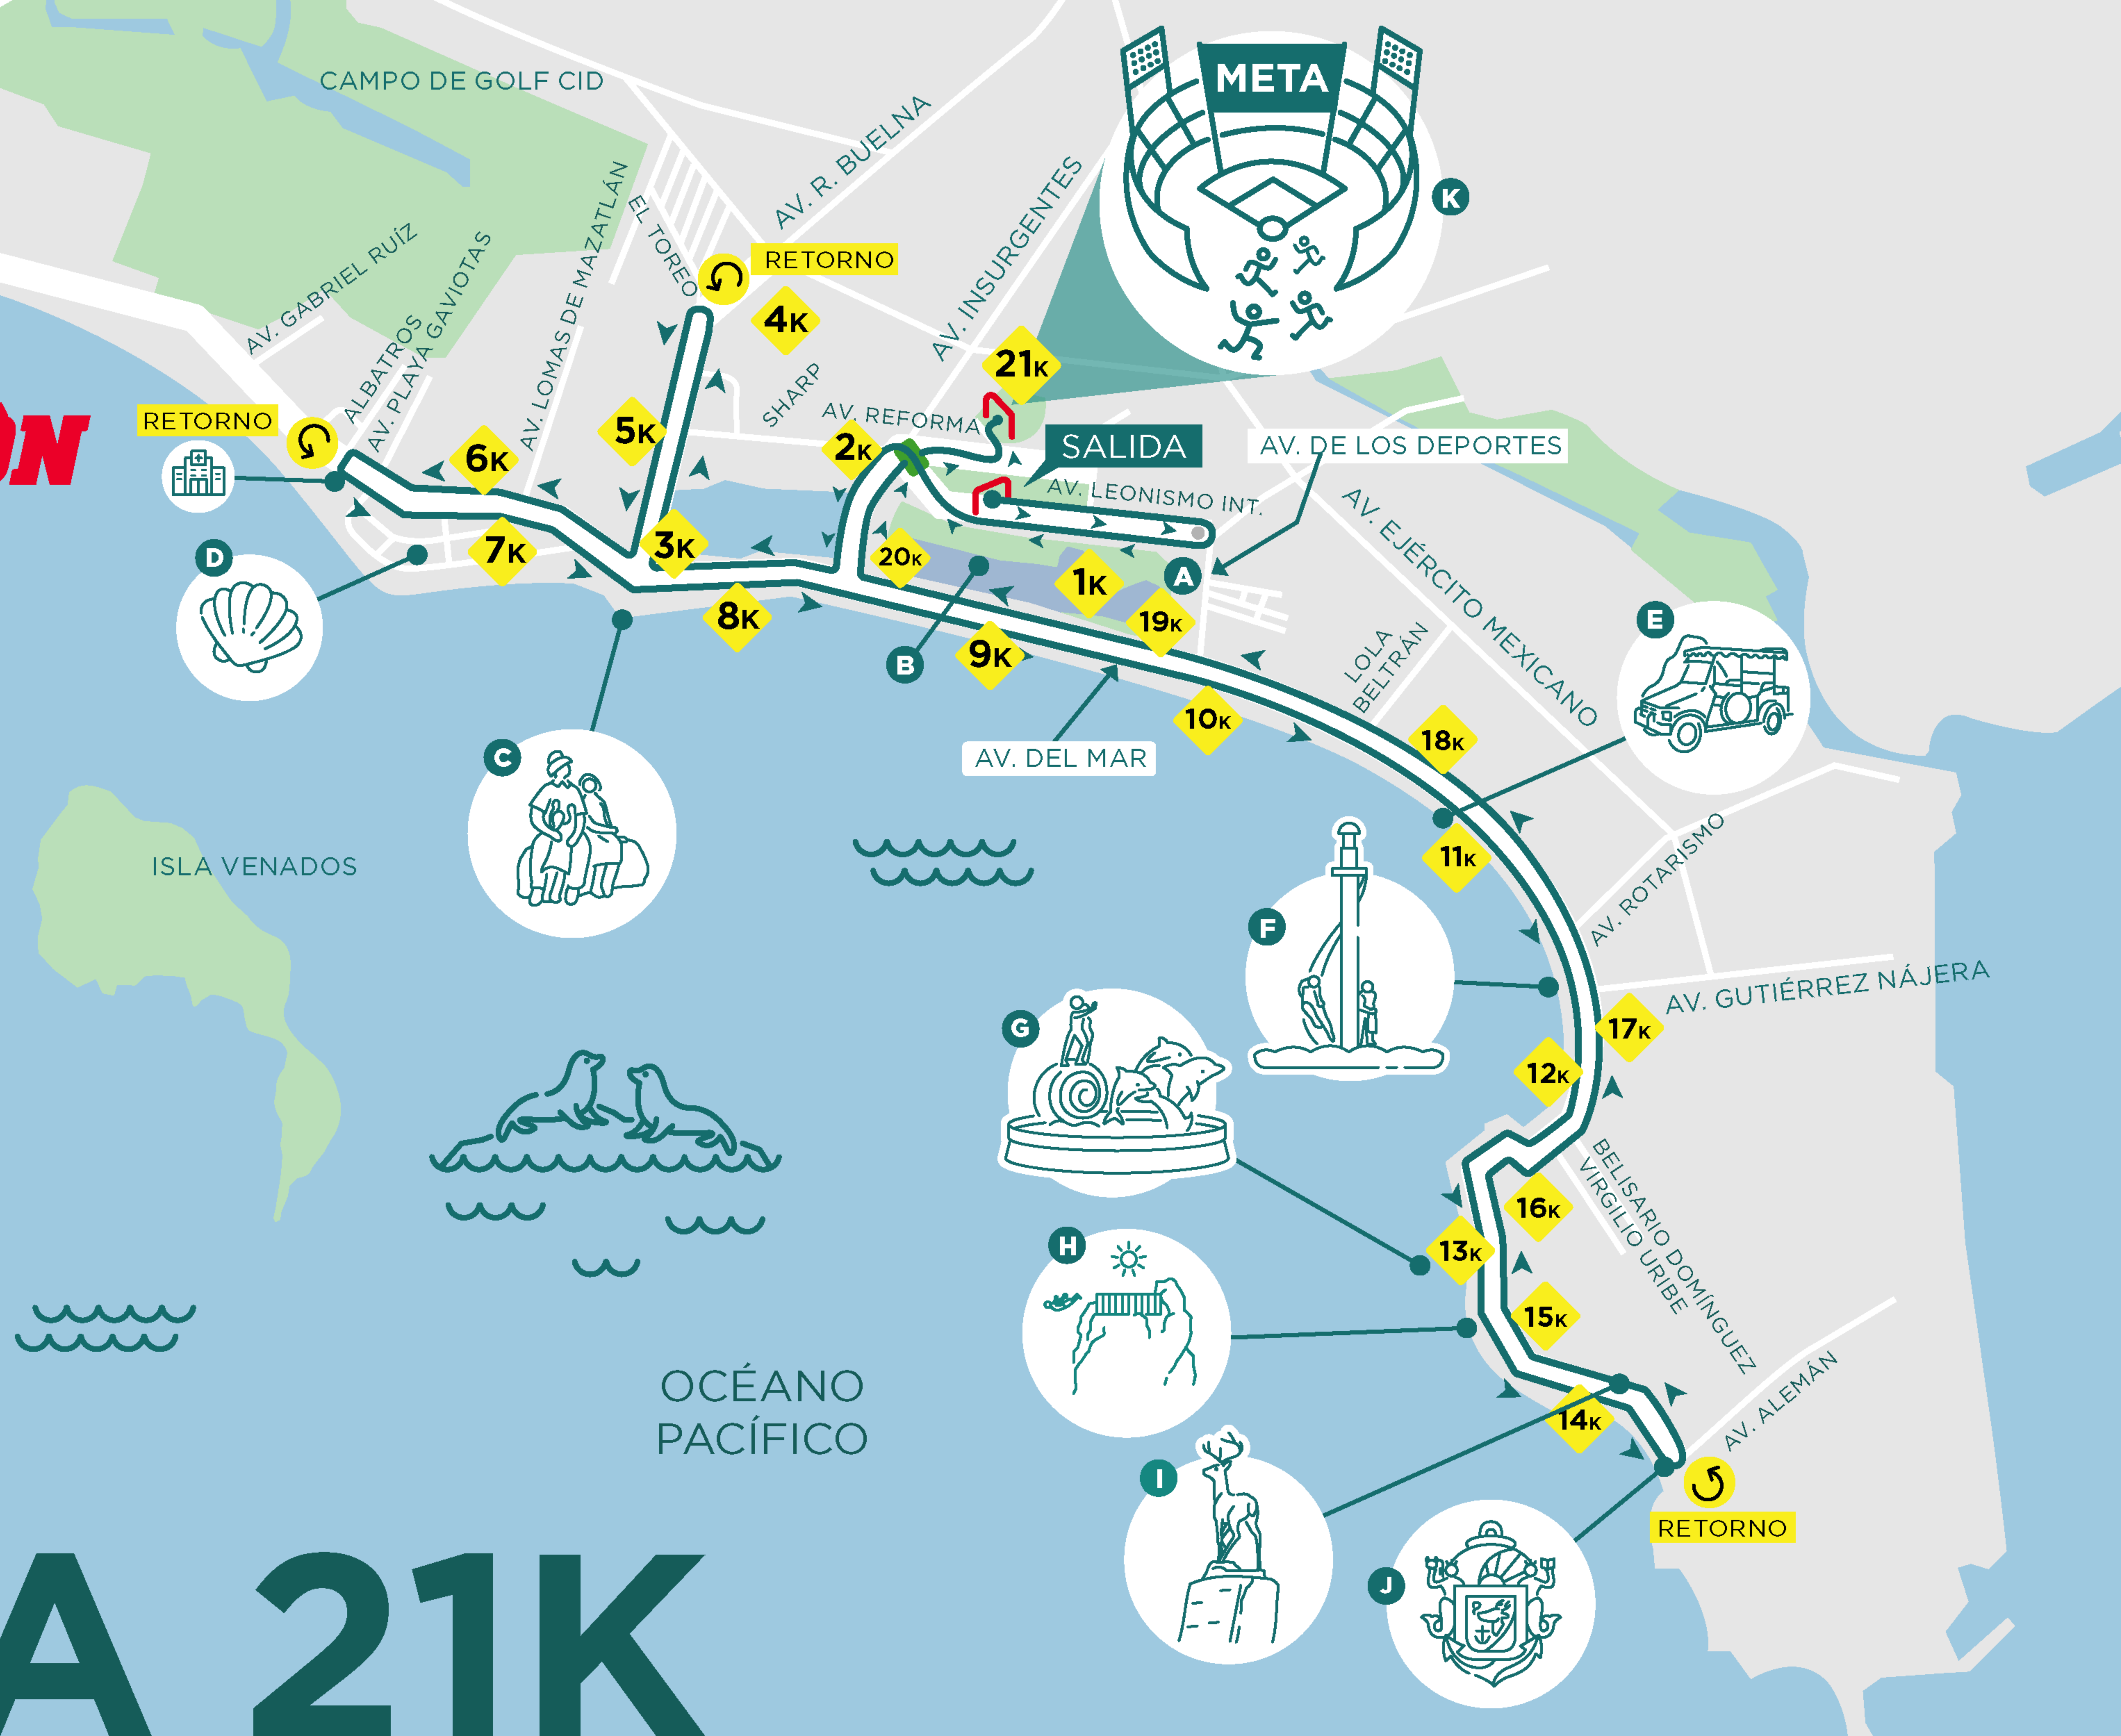 CAMPO DE GOLF CID
META
K
AV. R. BUELNA
AV. INSURGENTES
EL TOREO
AV. LOMAS DE MAZATLÁN
AV. GABRIEL RUÍZ
ALBATROS
AV. PLAYA GAVIOTAS
RETORNO
4K
21K
SHARP
AV. REFORMA
RETORNO
5K
2K
6K
SALIDA
AV. DE LOS DEPORTES
AV. LEONISMO INT.
AV. EJÉRCITO MEXICANO
ÓN
7K
3K
20K
1K
A
D
8K
19K
9K
B
10K
LOLA
BELTRÁN
E
18K
C
AV. DEL MAR
11K
ISLA VENADOS
AV. ROTARISMO
F
AV. GUTIÉRREZ NÁJERA
G
17K
12K
BELISARIO DOMÍNGUEZ
VIRGILIO URIBE
16K
H
13K
15K
OCÉANO
PACÍFICO
14K
AV. ALEMÁN
I
RETORNO
J
A 21K